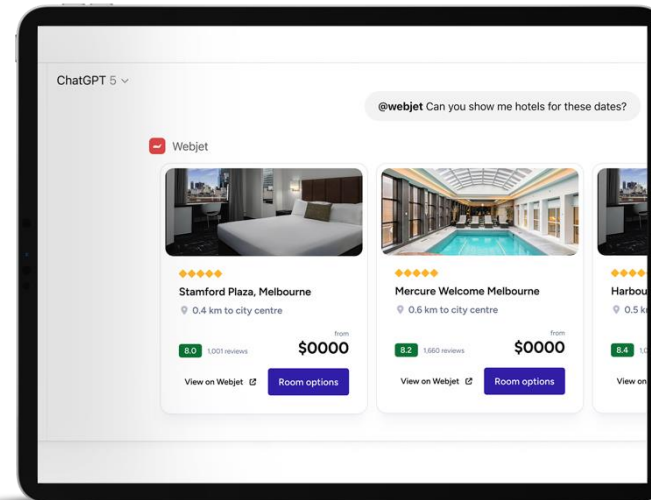 ChatGPT 5
@webjet Can you show me hotels for these dates?
Webjet
Stamford Plaza, Melbourne
0.4 km to city centre
from
8.0 1,001 reviews $0000
View on Webjet Room options
Mercure Welcome Melbourne
0.6 km to city centre
from
8.2 1,660 reviews $0000
View on Webjet Room options
Harbou
0.5 k
8.4 1,0
View on